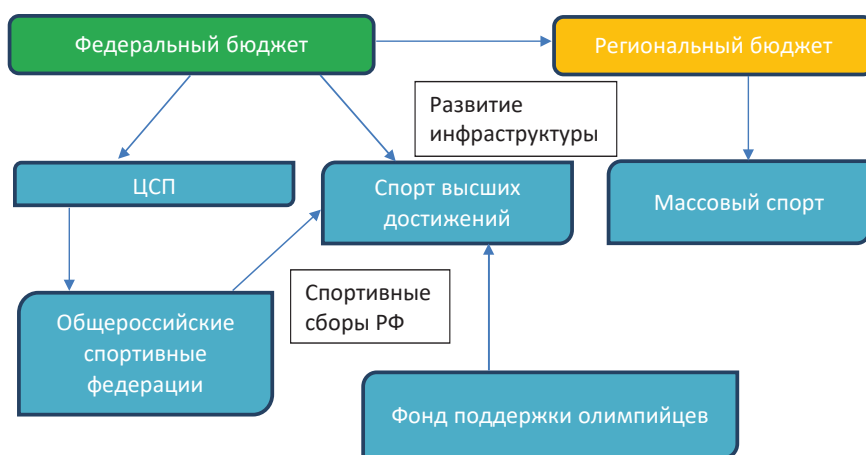 Федеральный бюджет
Региональный бюджет
Развитие
инфраструктуры
ЦСП
Спорт высших
достижений
Массовый спорт
Спортивные
сборы РФ
Общероссийские
спортивные
федерации
Фонд поддержки олимпийцев